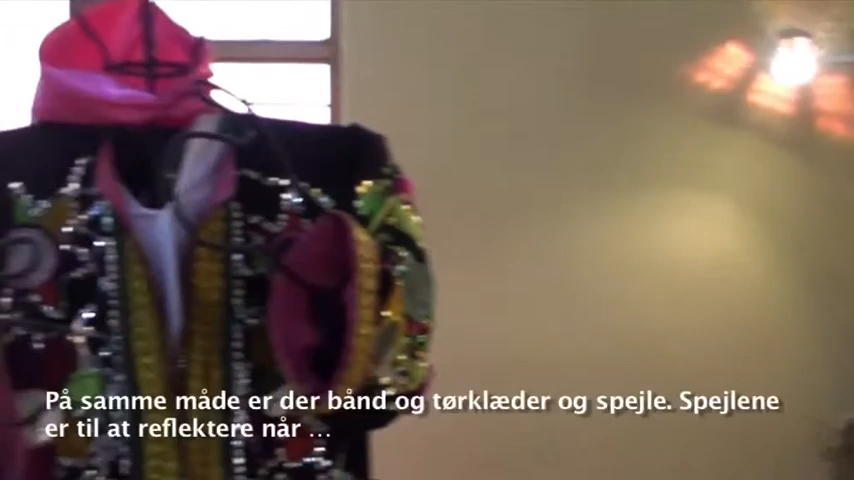 På samme måde er der bånd og tørklæder og spejle. Spejlene
er til at reflektere når ...